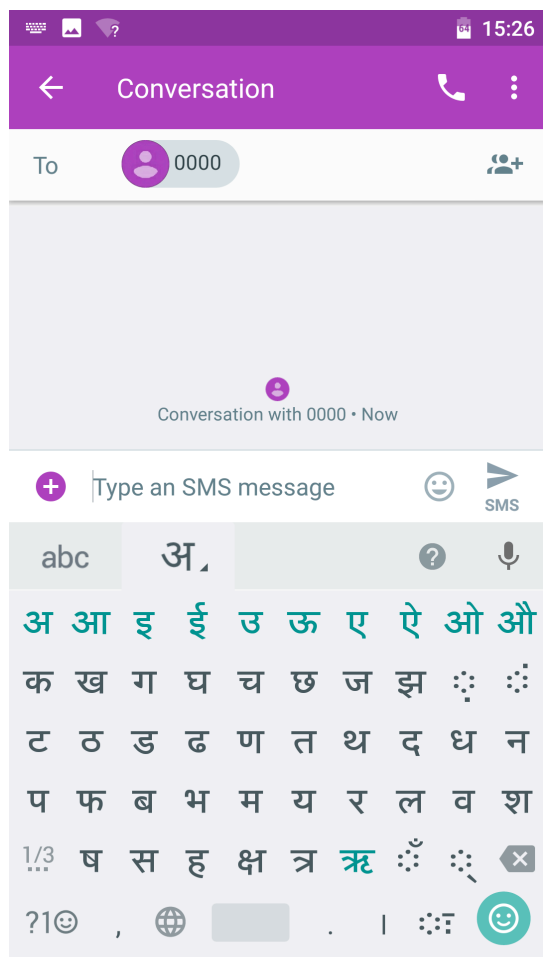 15:26
Conversation
To 0000
Conversation with 0000 • Now
Type an SMS message
SMS
abc अ
अ आ इ ई उ ऊ ए ऐ ओ औ
क ख ग घ च छ ज झ ़ ं
ट ठ ड ढ ण त थ द ध न
प फ ब भ म य र ल व श
1/3 ष स ह क्ष त्र ऋ ँ ्
?1☺ , . । ः